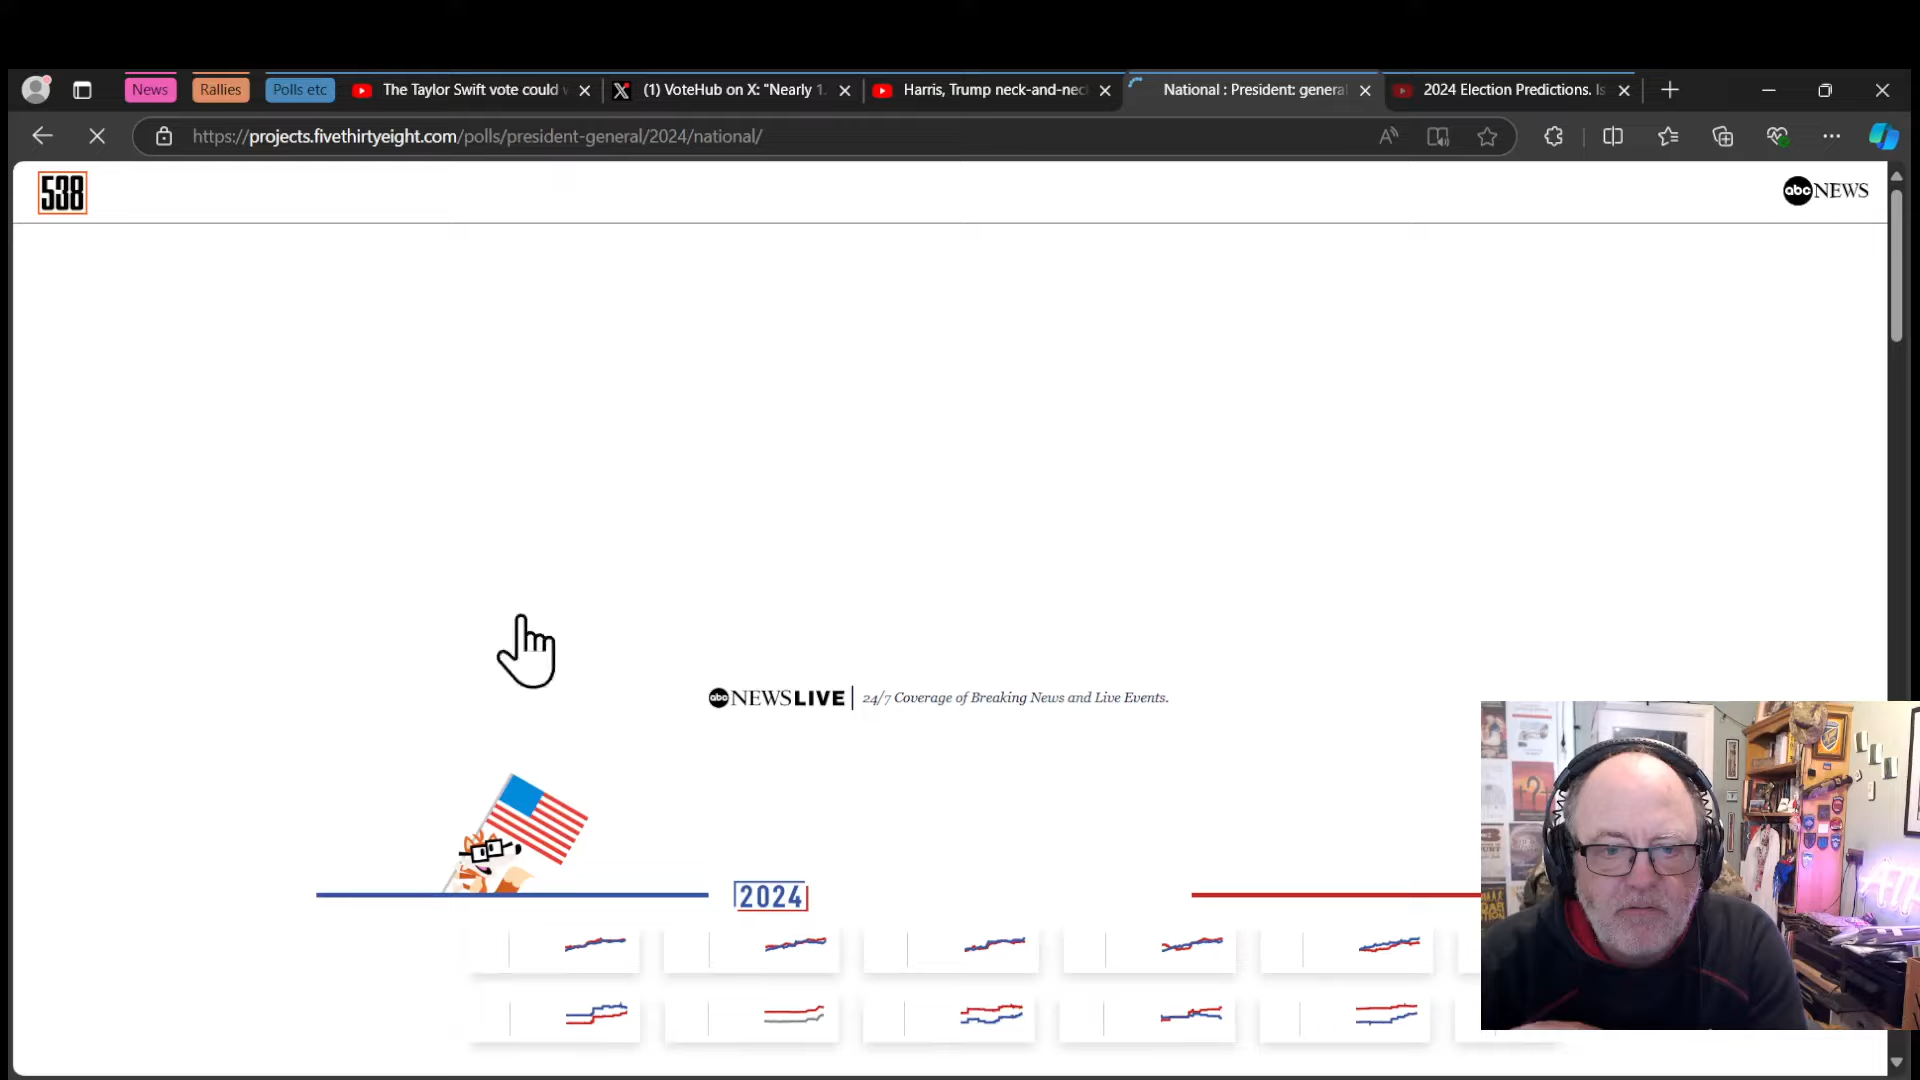 News
Rallies
Polls etc
The Taylor Swift vote could
(1) VoteHub on X: "Nearly 1
Harris, Trump neck-and-nec
National : President: general
2024 Election Predictions. Is
https://projects.fivethirtyeight.com/polls/president-general/2024/national/
538
abc NEWS
abc NEWS LIVE | 24/7 Coverage of Breaking News and Live Events.
2024